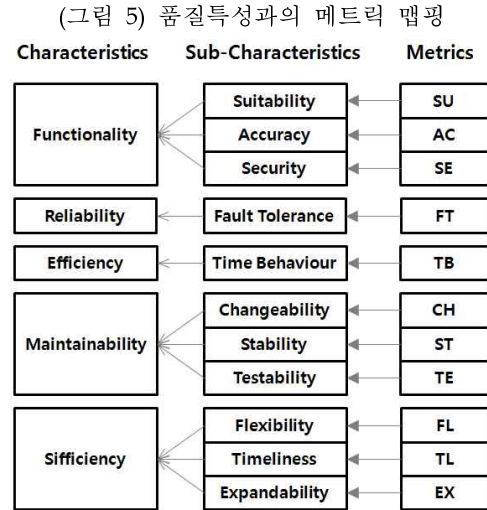 (그림 5) 품질특성과의 메트릭 맵핑
Characteristics Sub-Characteristics Metrics
Functionality
Suitability SU
Accuracy AC
Security SE
Reliability Fault Tolerance FT
Efficiency Time Behaviour TB
Maintainability
Changeability CH
Stability ST
Testability TE
Sifficiency
Flexibility FL
Timeliness TL
Expandability EX